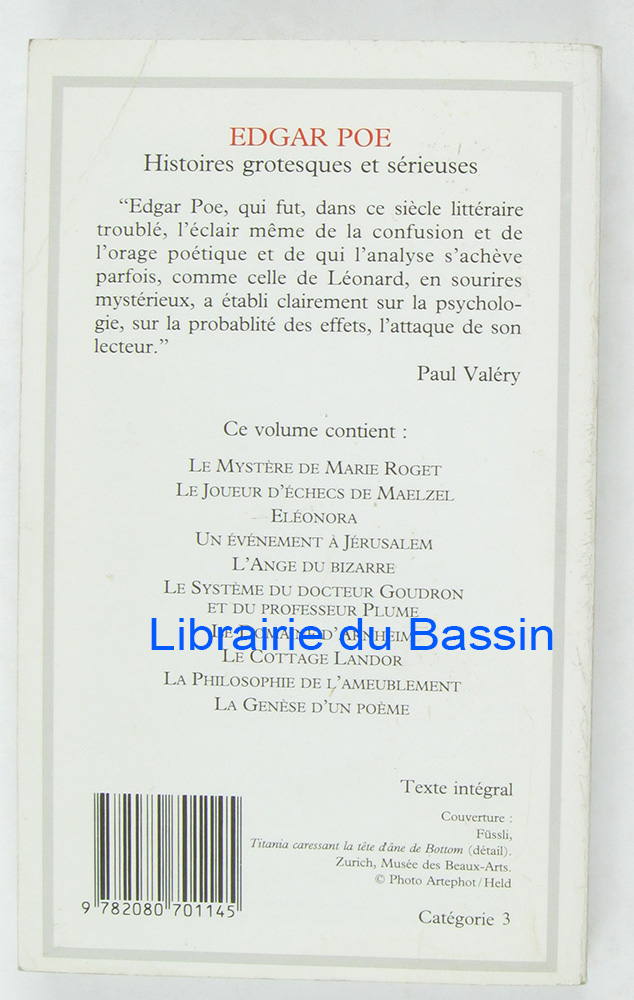 EDGAR POE
Histoires grotesques et sérieuses
“Edgar Poe, qui fut, dans ce siècle littéraire
troublé, l’éclair même de la confusion et de
l’orage poétique et de qui l’analyse s’achève
parfois, comme celle de Léonard, en sourires
mystérieux, a établi clairement sur la psycholo-
gie, sur la probablité des effets, l’attaque de son
lecteur.”
Paul Valéry
Ce volume contient :
LE MYSTÈRE DE MARIE ROGET
LE JOUEUR D’ÉCHECS DE MAELZEL
ELÉONORA
UN ÉVÉNEMENT À JÉRUSALEM
L’ANGE DU BIZARRE
LE SYSTÈME DU DOCTEUR GOUDRON
ET DU PROFESSEUR PLUME
LE DOMAINE D’ARNHEIM
Librairie du Bassin
LE COTTAGE LANDOR
LA PHILOSOPHIE DE L’AMEUBLEMENT
LA GENÈSE D’UN POÈME
Texte intégral
Couverture :
Füssli,
Titania caressant la tête d'âne de Bottom (détail).
Zurich, Musée des Beaux-Arts.
© Photo Artephot/Held
9 782080 701145
Catégorie 3